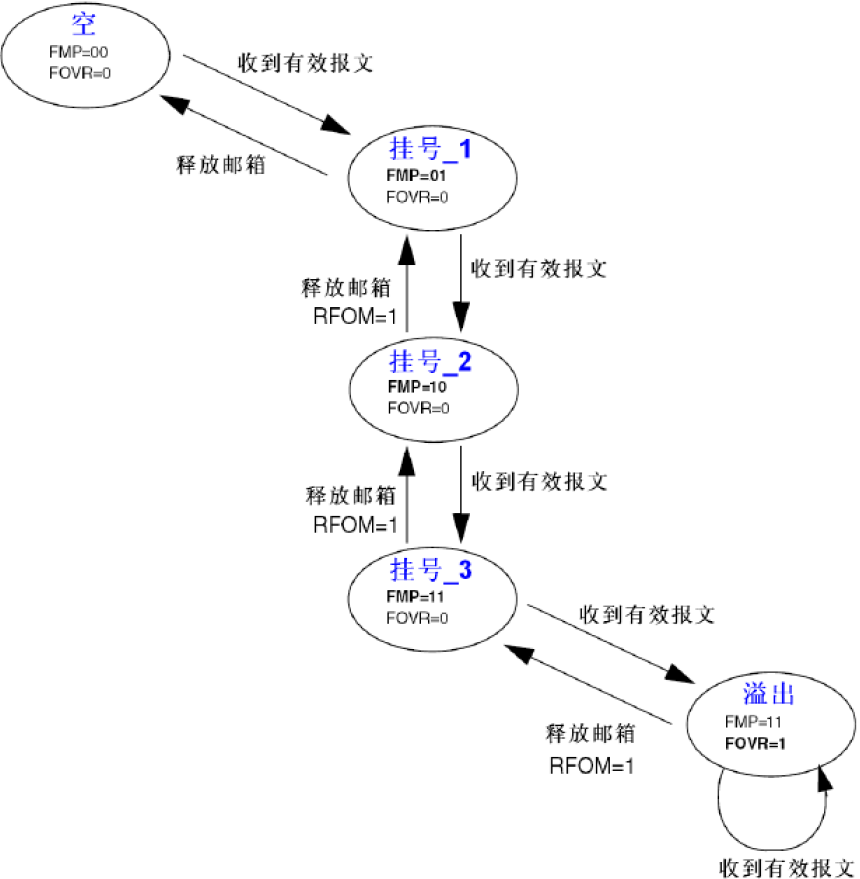 空
FMP=00
FOVR=0
收到有效报文
释放邮箱
挂号_1
FMP=01
FOVR=0
收到有效报文
释放邮箱
RFOM=1
挂号_2
FMP=10
FOVR=0
收到有效报文
释放邮箱
RFOM=1
挂号_3
FMP=11
FOVR=0
收到有效报文
释放邮箱
RFOM=1
溢出
FMP=11
FOVR=1
收到有效报文